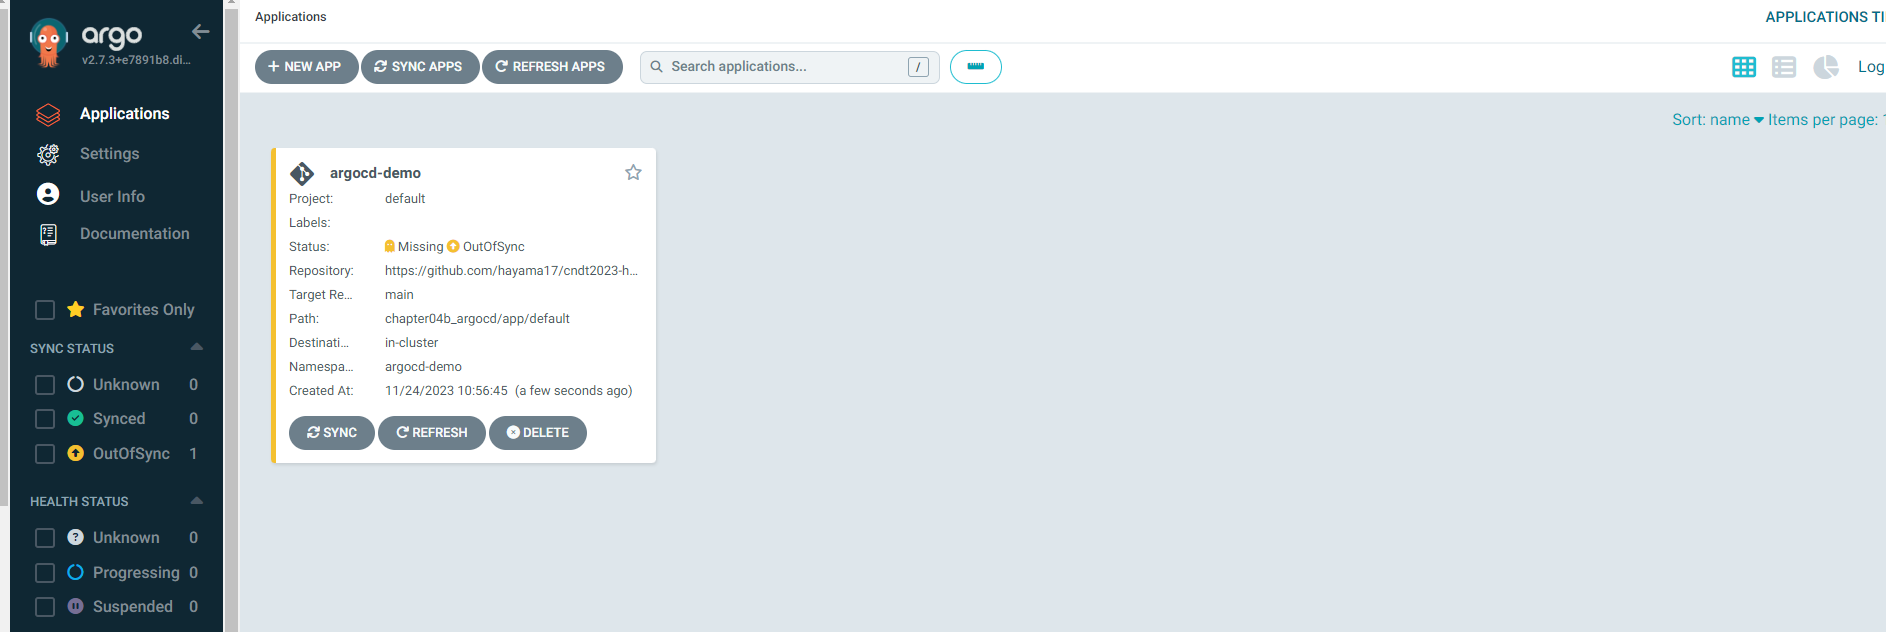 argo
v2.7.3+e7891b8.di...
Applications
Settings
User Info
Documentation
Favorites Only
SYNC STATUS
Unknown 0
Synced 0
OutOfSync 1
HEALTH STATUS
Unknown 0
Progressing 0
Suspended 0
Applications
APPLICATIONS TI
+ NEW APP SYNC APPS REFRESH APPS Search applications... / Log
Sort: name Items per page:
argocd-demo
Project: default
Labels:
Status: Missing OutOfSync
Repository: https://github.com/hayama17/cndt2023-h...
Target Re... main
Path: chapter04b_argocd/app/default
Destinati... in-cluster
Namespa... argocd-demo
Created At: 11/24/2023 10:56:45 (a few seconds ago)
SYNC REFRESH DELETE